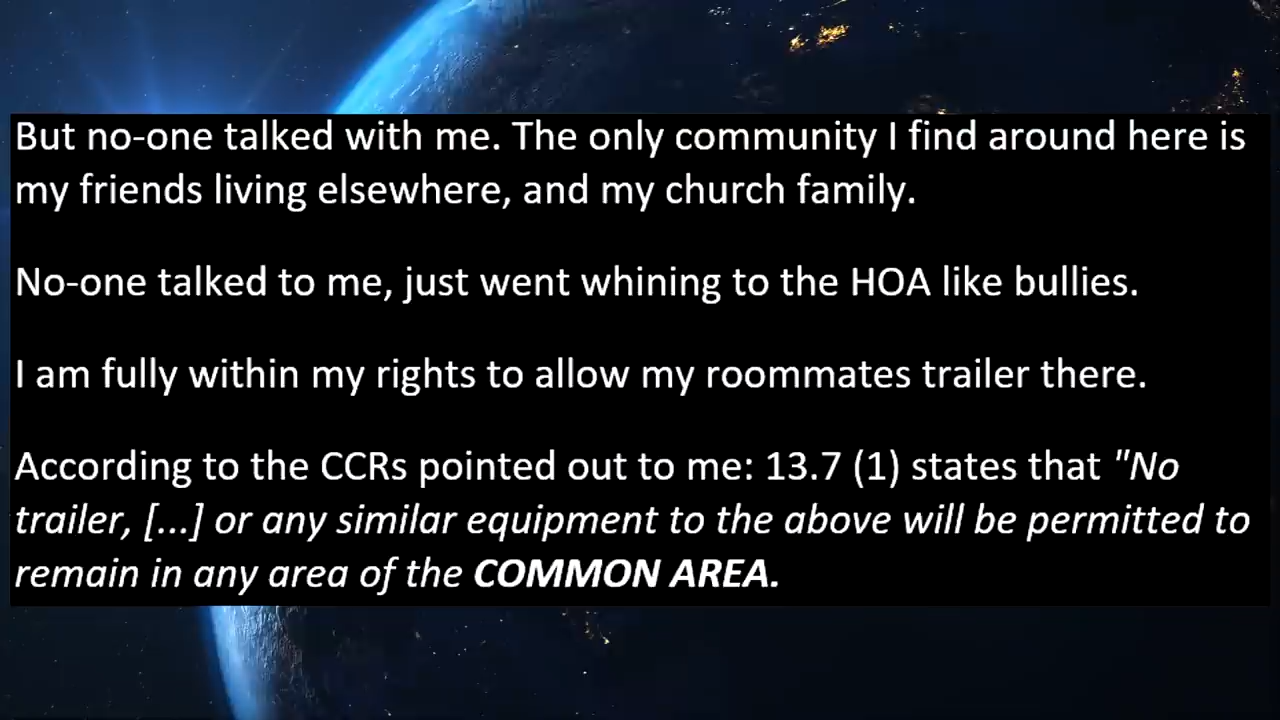 But no-one talked with me. The only community I find around here is
my friends living elsewhere, and my church family.
No-one talked to me, just went whining to the HOA like bullies.
I am fully within my rights to allow my roommates trailer there.
According to the CCRs pointed out to me: 13.7 (1) states that "No
trailer, [...] or any similar equipment to the above will be permitted to
remain in any area of the COMMON AREA.